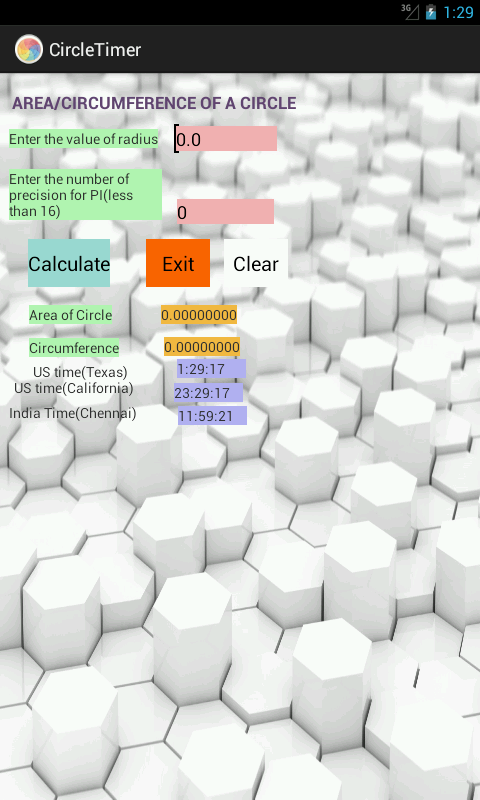 3G 1:29
CircleTimer
AREA/CIRCUMFERENCE OF A CIRCLE
Enter the value of radius 0.0
Enter the number of
precision for PI(less
than 16) 0
Calculate Exit Clear
Area of Circle 0.00000000
Circumference 0.00000000
US time(Texas) 1:29:17
US time(California) 23:29:17
India Time(Chennai) 11:59:21